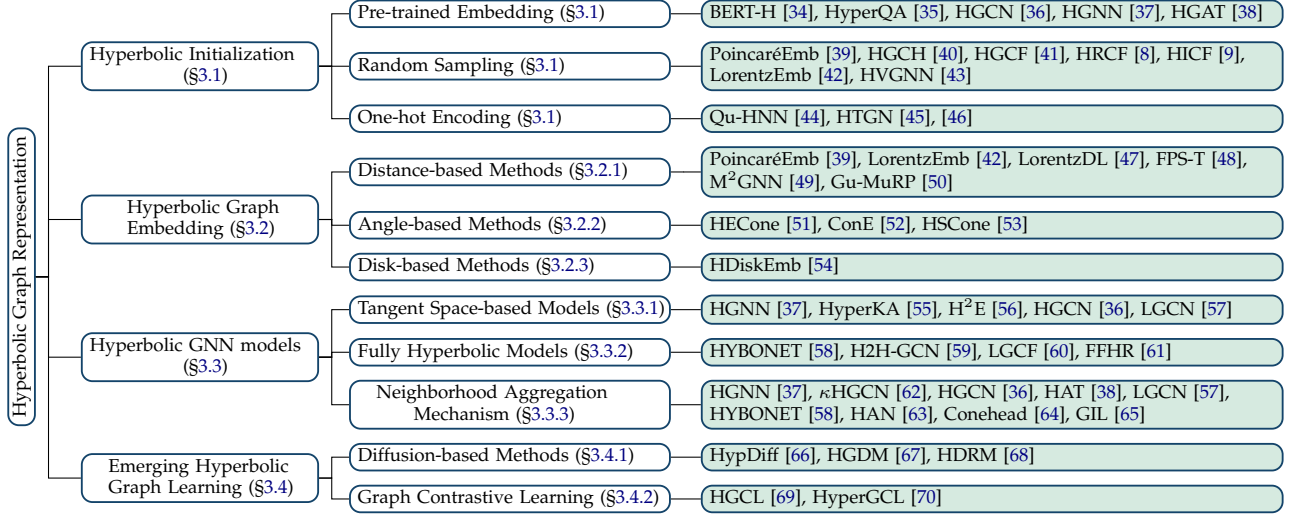 Hyperbolic Graph Representation
Hyperbolic Initialization
(§3.1)
Pre-trained Embedding (§3.1)
BERT-H [34], HyperQA [35], HGCN [36], HGNN [37], HGAT [38]
Random Sampling (§3.1)
PoincaréEmb [39], HGCH [40], HGCF [41], HRCF [8], HICF [9],
LorentzEmb [42], HVGNN [43]
One-hot Encoding (§3.1)
Qu-HNN [44], HTGN [45], [46]
Hyperbolic Graph
Embedding (§3.2)
Distance-based Methods (§3.2.1)
PoincaréEmb [39], LorentzEmb [42], LorentzDL [47], FPS-T [48],
M²GNN [49], Gu-MuRP [50]
Angle-based Methods (§3.2.2)
HECone [51], ConE [52], HSCone [53]
Disk-based Methods (§3.2.3)
HDiskEmb [54]
Hyperbolic GNN models
(§3.3)
Tangent Space-based Models (§3.3.1)
HGNN [37], HyperKA [55], H²E [56], HGCN [36], LGCN [57]
Fully Hyperbolic Models (§3.3.2)
HYBONET [58], H2H-GCN [59], LGCF [60], FFHR [61]
Neighborhood Aggregation
Mechanism (§3.3.3)
HGNN [37], κHGCN [62], HGCN [36], HAT [38], LGCN [57],
HYBONET [58], HAN [63], Conehead [64], GIL [65]
Emerging Hyperbolic
Graph Learning (§3.4)
Diffusion-based Methods (§3.4.1)
HypDiff [66], HGDM [67], HDRM [68]
Graph Contrastive Learning (§3.4.2)
HGCL [69], HyperGCL [70]